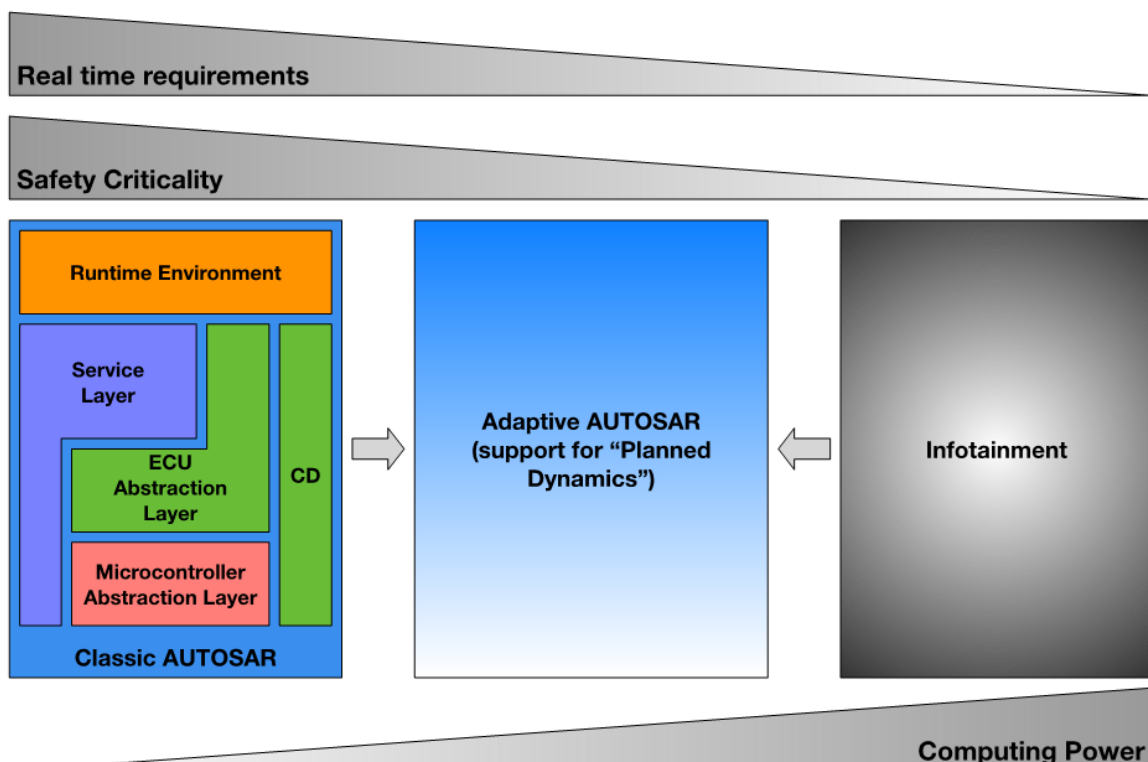 Real time requirements
Safety Criticality
Runtime Environment
Service
Layer
ECU
Abstraction
Layer
CD
Microcontroller
Abstraction Layer
Classic AUTOSAR
Adaptive AUTOSAR
(support for “Planned
Dynamics”)
Infotainment
Computing Power